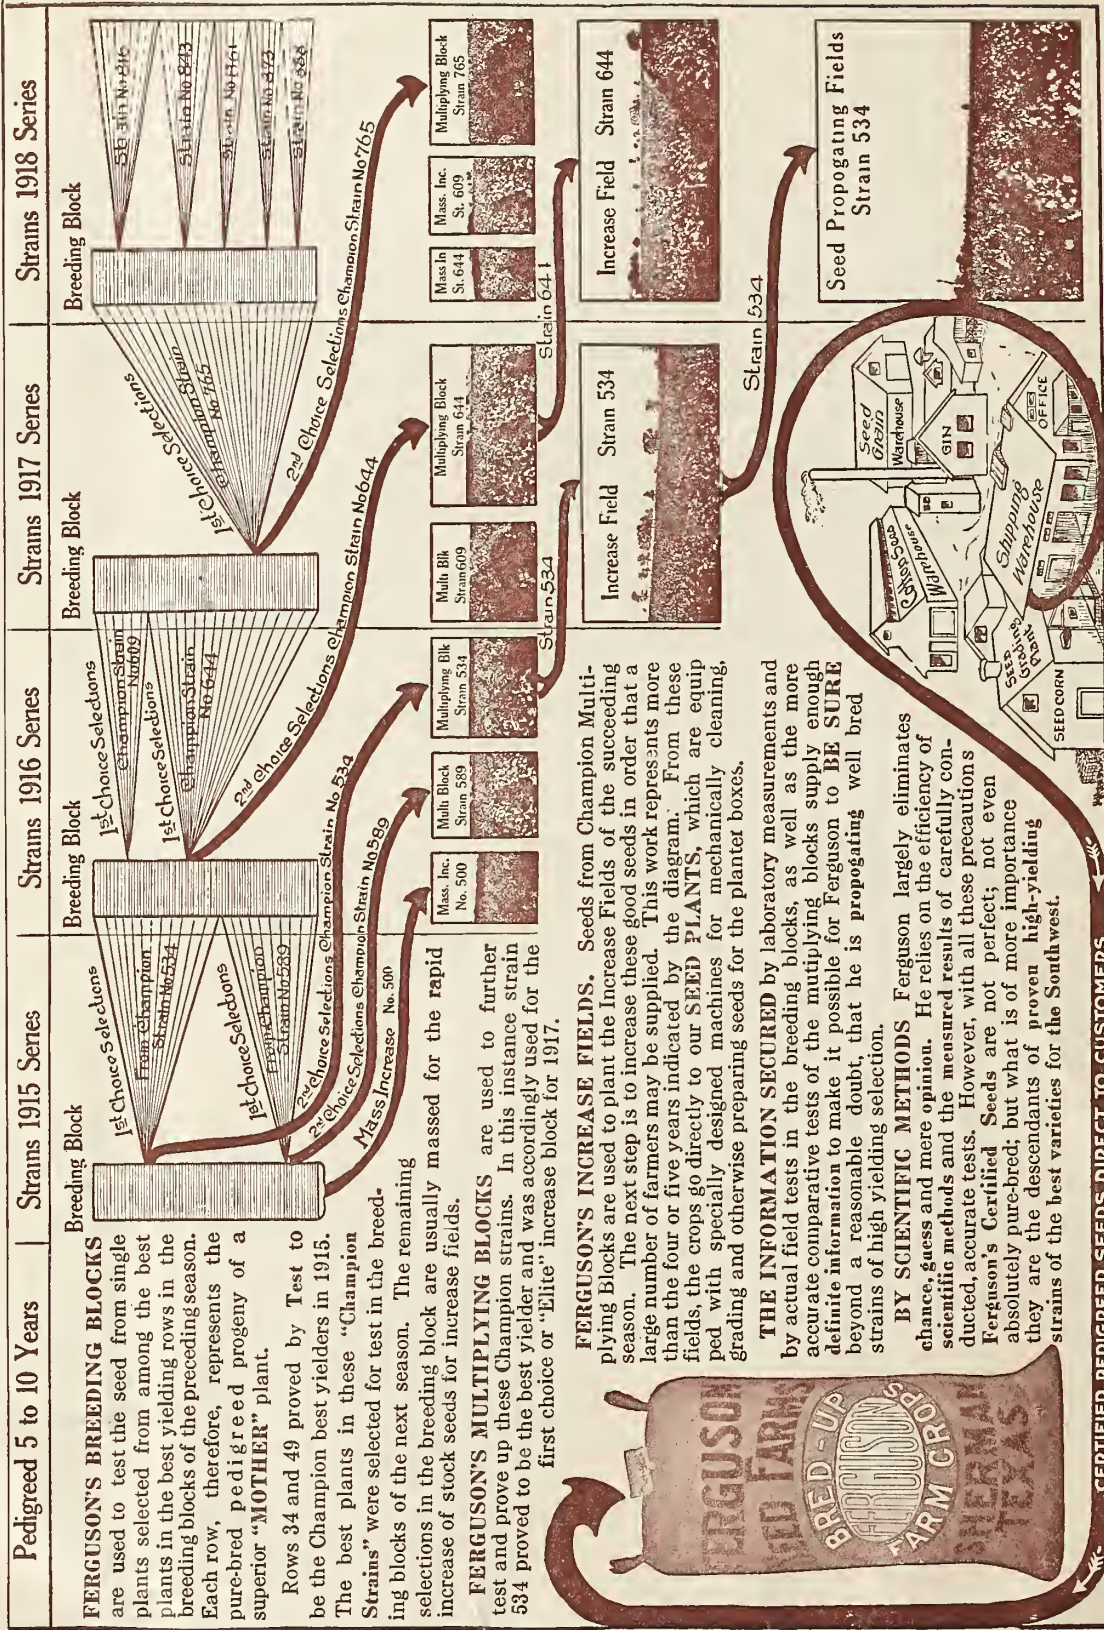 Pedigreed 5 to 10 Years
Strains 1915 Series
Strains 1916 Series
Strains 1917 Series
Strains 1918 Series
Breeding Block
Breeding Block
Breeding Block
Breeding Block
FERGUSON'S BREEDING BLOCKS
are used to test the seed from single
plants selected from among the best
plants in the best yielding rows in the
breeding blocks of the preceding season.
Each row, therefore, represents the
pure-bred pedigreed progeny of a
superior "MOTHER" plant.
Rows 34 and 49 proved by Test to
be the Champion best yielders in 1915.
The best plants in these "Champion
Strains" were selected for test in the breed-
ing blocks of the next season. The remaining
selections in the breeding block are usually massed for the rapid
increase of stock seeds for increase fields.
FERGUSON'S MULTIPLYING BLOCKS are used to further
test and prove up these Champion strains. In this instance strain
534 proved to be the best yielder and was accordingly used for the
first choice or "Elite" increase block for 1917.
1st Choice Selections
From Champion
Strain No 534
1st Choice Selections
From Champion
Strain No 589
2nd Choice Selections Champion Strain No. 534
2nd Choice Selections Champion Strain No 589
Mass Increase No. 500
1st Choice Selections
Champion Strain
No 609
1st Choice Selections
Champion Strain
No 644
2nd Choice Selections Champion Strain No 644
1st Choice Selections
Champion Strain
No 765
2nd Choice Selections Champion Strain No 765
Strain No 816
Strain No 843
Strain No 873
Strain No 888
Mass. Inc.
No. 500
Multi Block
Strain 589
Multiplying Blk
Strain 534
Multi Blk
Strain 609
Multiplying Block
Strain 644
Mass In
St. 644
Mass. Inc.
St. 609
Multiplying Block
Strain 765
Strain 534
Strain 641
Increase Field Strain 534
Increase Field Strain 644
Strain 534
Seed Propogating Fields
Strain 534
FERGUSON'S INCREASE FIELDS. Seeds from Champion Multi-
plying Blocks are used to plant the Increase Fields of the succeeding
season. The next step is to increase these good seeds in order that a
large number of farmers may be supplied. This work represents more
than the four or five years indicated by the diagram. From these
fields, the crops go directly to our SEED PLANTS, which are equip
ped with specially designed machines for mechanically cleaning,
grading and otherwise preparing seeds for the planter boxes.
THE INFORMATION SECURED by laboratory measurements and
by actual field tests in the breeding blocks, as well as the more
accurate comparative tests of the mutiplying blocks supply enough
definite information to make it possible for Ferguson to BE SURE
beyond a reasonable doubt, that he is propogating well bred
strains of high yielding selection.
BY SCIENTIFIC METHODS Ferguson largely eliminates
chance, guess and mere opinion. He relies on the efficiency of
scientific methods and the measured results of carefully con-
ducted, accurate tests. However, with all these precautions
Ferguson's Certified Seeds are not perfect; not even
absolutely pure-bred; but what is of more importance
they are the descendants of proven high-yielding
strains of the best varieties for the Southwest.
FERGUSON
SEED FARMS
BRED-UP
FERGUSON'S
FARM CROPS
SHERMAN
TEXAS
SEED CORN
SEED
Grading
Plant
Cotton Seed
Warehouse
Shipping
Warehouse
Seed
Grain
Warehouse
GIN
OFFICE
CERTIFIED PEDIGREED SEEDS DIRECT TO CUSTOMERS